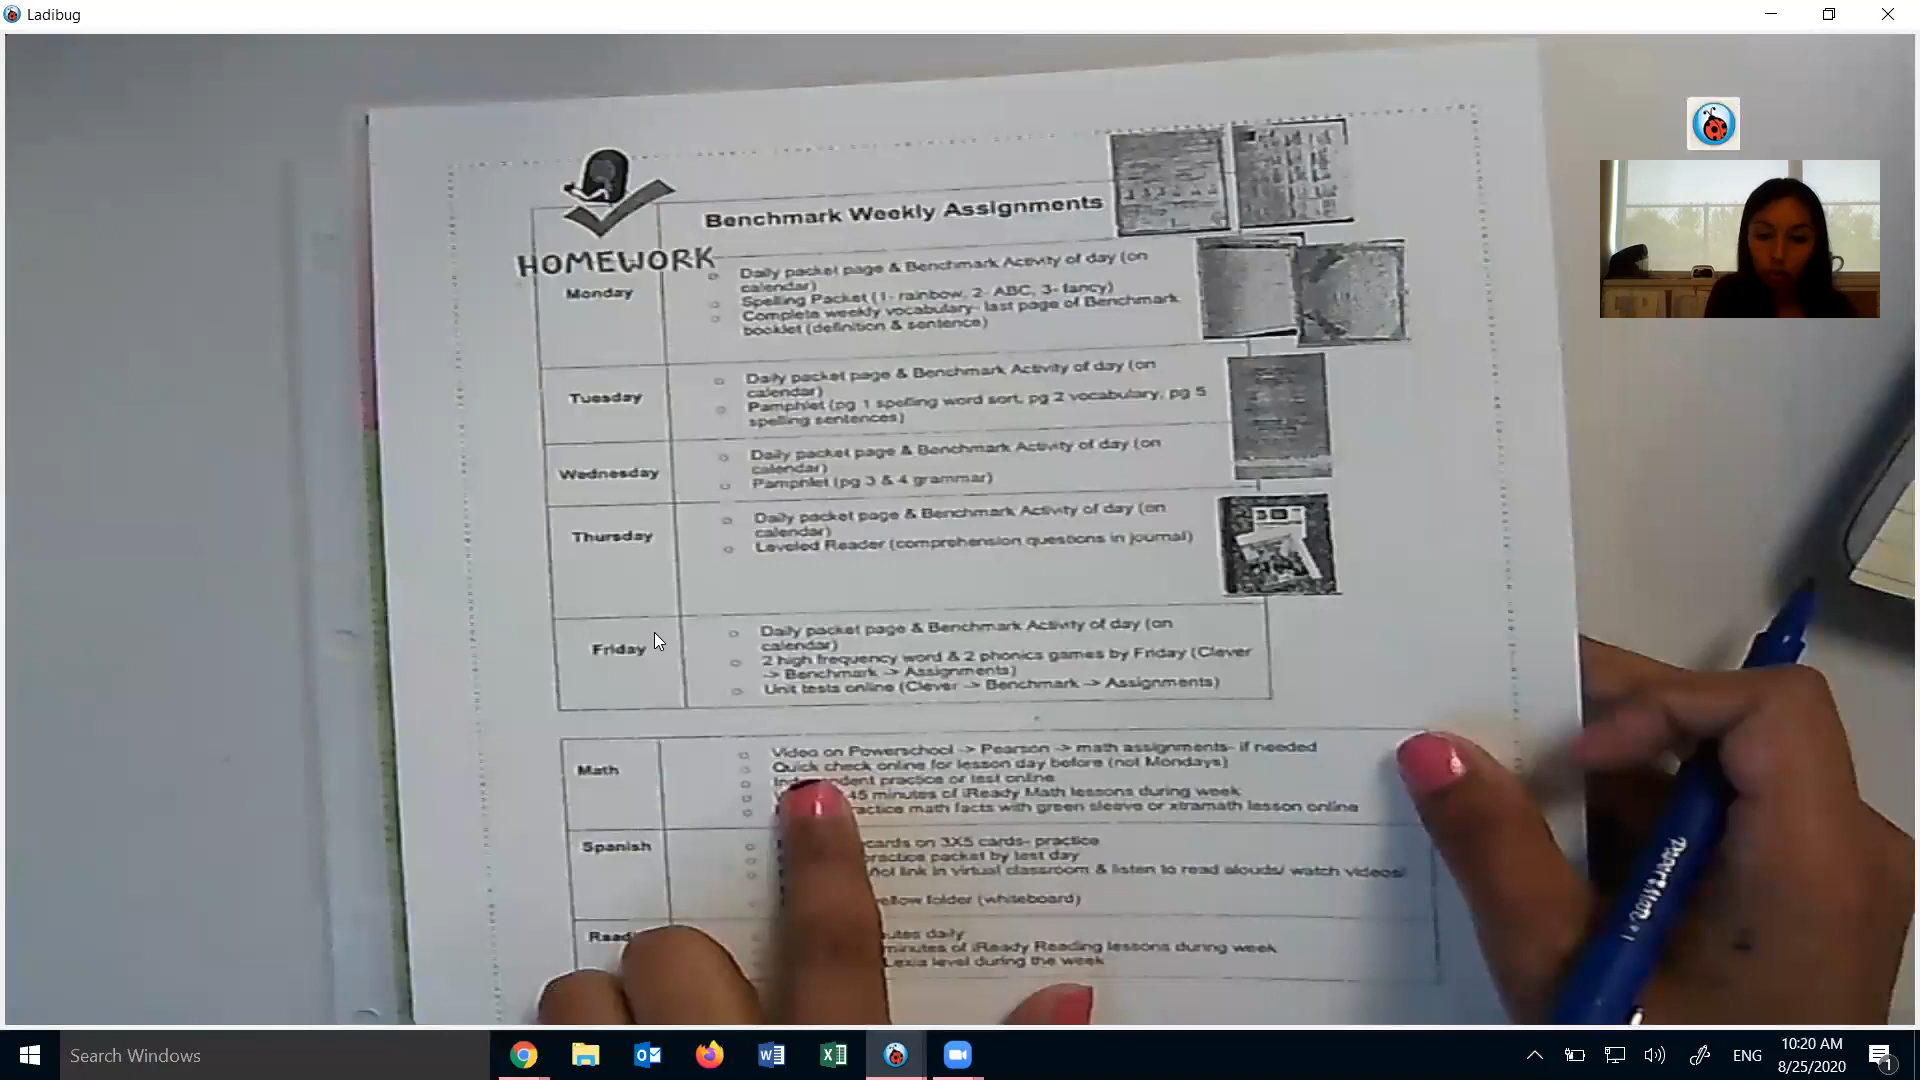 Ladibug
Benchmark Weekly Assignments
HOMEWORK
Monday
Daily packet page & Benchmark Activity of day (on
calendar)
Spelling Packet (1- rainbow, 2- ABC, 3- fancy)
Complete weekly vocabulary- last page of Benchmark
booklet (definition & sentence)
Tuesday
Daily packet page & Benchmark Activity of day (on
calendar)
Pamphlet (pg 1 spelling word sort, pg 2 vocabulary, pg 5
spelling sentences)
Wednesday
Daily packet page & Benchmark Activity of day (on
calendar)
Pamphlet (pg 3 & 4 grammar)
Thursday
Daily packet page & Benchmark Activity of day (on
calendar)
Leveled Reader (comprehension questions in journal)
Friday
Daily packet page & Benchmark Activity of day (on
calendar)
2 high frequency word & 2 phonics games by Friday (Clever
-> Benchmark -> Assignments)
Unit tests online (Clever -> Benchmark -> Assignments)
Math
Video on Powerschool -> Pearson -> math assignments- if needed
Quick check online for lesson day before (not Mondays)
Independent practice or test online
45 minutes of iReady Math lessons during week
practice math facts with green sleeve or xtramath lesson online
Spanish
cards on 3X5 cards- practice
practice packet by test day
link in virtual classroom & listen to read alouds/ watch videos/
yellow folder (whiteboard)
minutes daily
minutes of iReady Reading lessons during week
Lexia level during the week
Search Windows
ENG
10:20 AM
8/25/2020
1